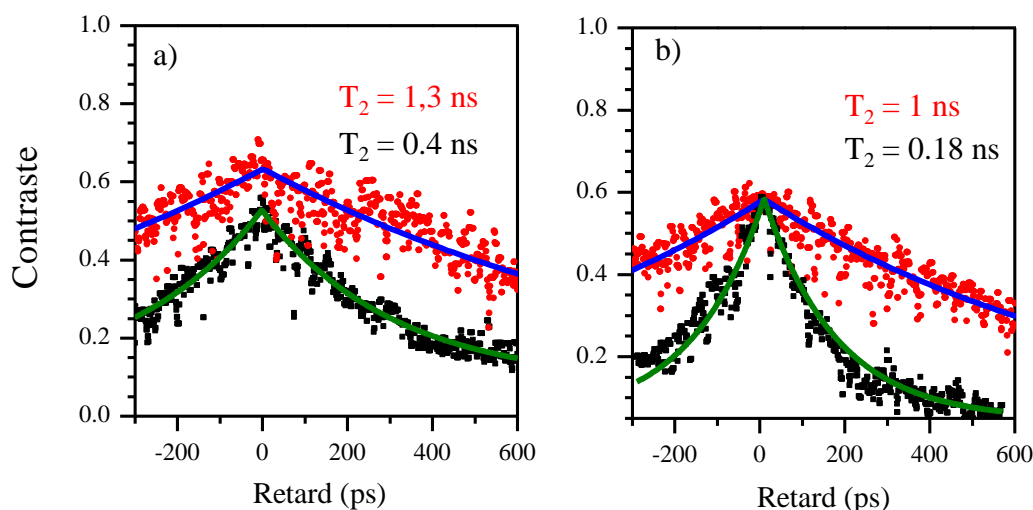 a)
T₂ = 1,3 ns
T₂ = 0.4 ns
Contraste
1.0
0.8
0.6
0.4
0.2
0.0
-200 0 200 400 600
Retard (ps)
b)
T₂ = 1 ns
T₂ = 0.18 ns
1.0
0.8
0.6
0.4
0.2
-200 0 200 400 600
Retard (ps)